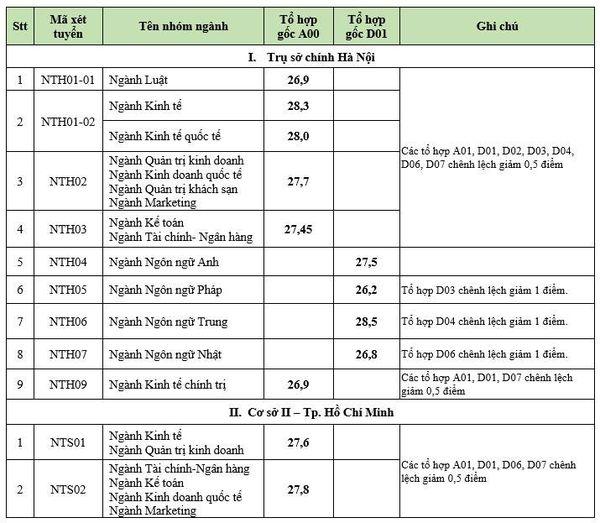 Stt Mã xét tuyển Tên nhóm ngành Tổ hợp gốc A00 Tổ hợp gốc D01 Ghi chú
I. Trụ sở chính Hà Nội
1 NTH01-01 Ngành Luật 26,9
2 NTH01-02 Ngành Kinh tế 28,3
Ngành Kinh tế quốc tế 28,0
Các tổ hợp A01, D01, D02, D03, D04,
D06, D07 chênh lệch giảm 0,5 điểm
3 NTH02 Ngành Quản trị kinh doanh
Ngành Kinh doanh quốc tế
Ngành Quản trị khách sạn
Ngành Marketing
27,7
4 NTH03 Ngành Kế toán
Ngành Tài chính- Ngân hàng
27,45
5 NTH04 Ngành Ngôn ngữ Anh 27,5
6 NTH05 Ngành Ngôn ngữ Pháp 26,2 Tổ hợp D03 chênh lệch giảm 1 điểm.
7 NTH06 Ngành Ngôn ngữ Trung 28,5 Tổ hợp D04 chênh lệch giảm 1 điểm.
8 NTH07 Ngành Ngôn ngữ Nhật 26,8 Tổ hợp D06 chênh lệch giảm 1 điểm.
9 NTH09 Ngành Kinh tế chính trị 26,9 Các tổ hợp A01, D01, D07 chênh lệch
giảm 0,5 điểm
II. Cơ sở II – Tp. Hồ Chí Minh
1 NTS01 Ngành Kinh tế
Ngành Quản trị kinh doanh
27,6
Các tổ hợp A01, D01, D06, D07 chênh
lệch giảm 0,5 điểm
2 NTS02 Ngành Tài chính-Ngân hàng
Ngành Kế toán
Ngành Kinh doanh quốc tế
Ngành Marketing
27,8